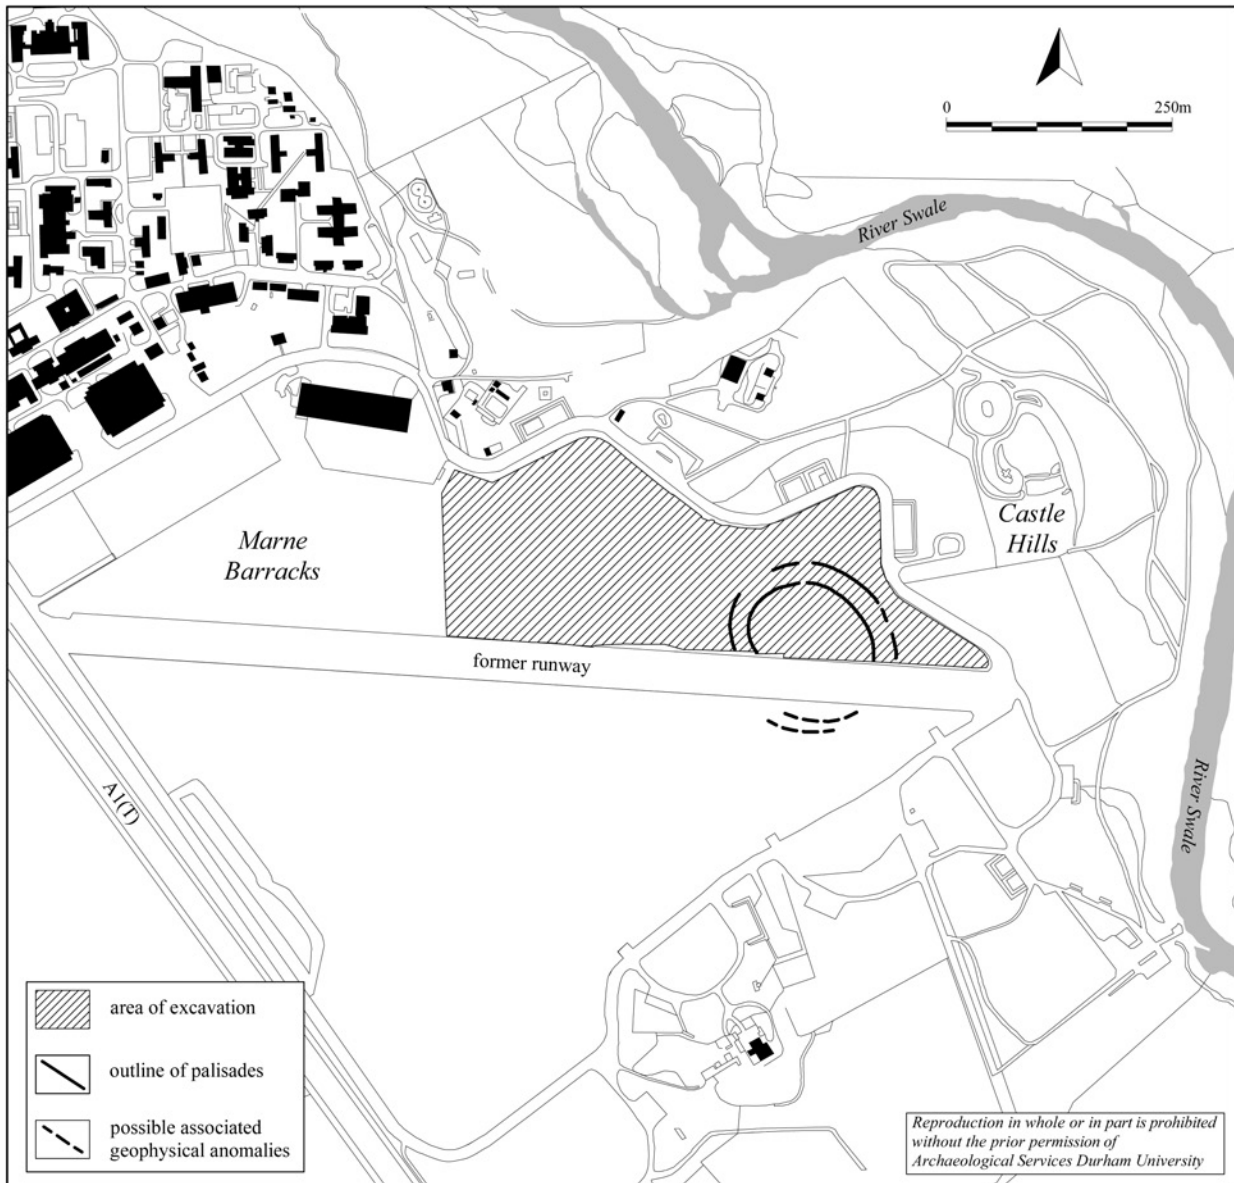 0 250m
River Swale
Castle
Hills
Marne
Barracks
former runway
A1(T)
River Swale
area of excavation
outline of palisades
possible associated
geophysical anomalies
Reproduction in whole or in part is prohibited
without the prior permission of
Archaeological Services Durham University